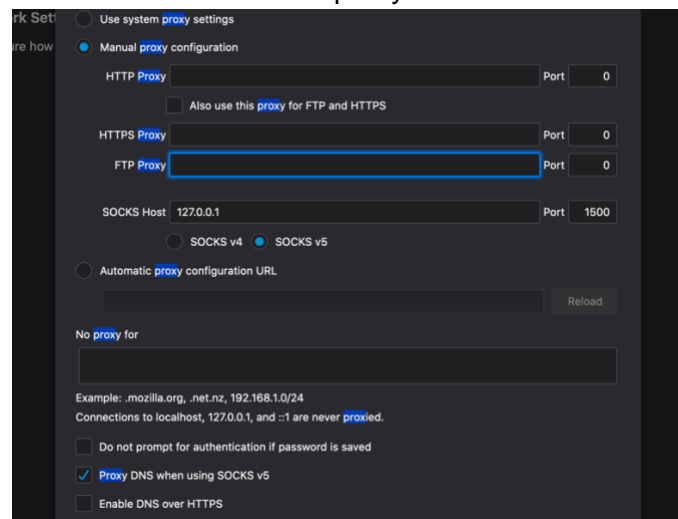 rk Sett
Use system proxy settings
ure how
Manual proxy configuration
HTTP Proxy Port 0
Also use this proxy for FTP and HTTPS
HTTPS Proxy Port 0
FTP Proxy Port 0
SOCKS Host 127.0.0.1 Port 1500
SOCKS v4 SOCKS v5
Automatic proxy configuration URL
Reload
No proxy for
Example: .mozilla.org, .net.nz, 192.168.1.0/24
Connections to localhost, 127.0.0.1, and ::1 are never proxied.
Do not prompt for authentication if password is saved
Proxy DNS when using SOCKS v5
Enable DNS over HTTPS